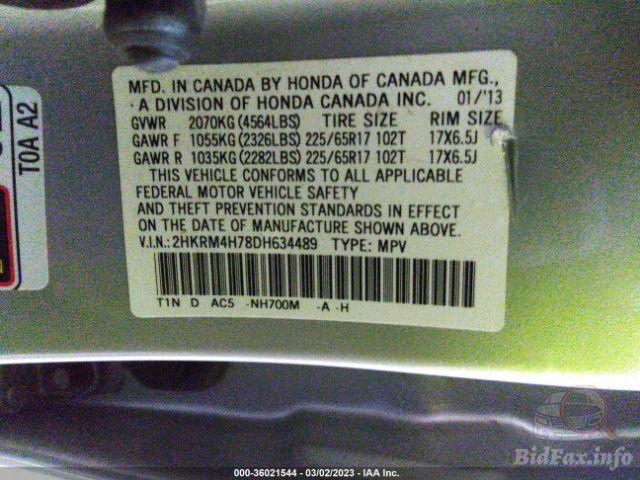 MFD. IN CANADA BY HONDA OF CANADA MFG.,
A DIVISION OF HONDA CANADA INC. 01/'13
GVWR 2070KG(4564LBS) TIRE SIZE RIM SIZE
GAWR F 1055KG(2326LBS) 225/65R17 102T 17X6.5J
GAWR R 1035KG(2282LBS) 225/65R17 102T 17X6.5J
THIS VEHICLE CONFORMS TO ALL APPLICABLE
FEDERAL MOTOR VEHICLE SAFETY
AND THEFT PREVENTION STANDARDS IN EFFECT
ON THE DATE OF MANUFACTURE SHOWN ABOVE.
V.I.N.:2HKRM4H78DH634489 TYPE: MPV
T1N D AC5 -NH700M -A -H
TOA A2
BidFax.info
000-36021544 - 03/02/2023 - IAA Inc.